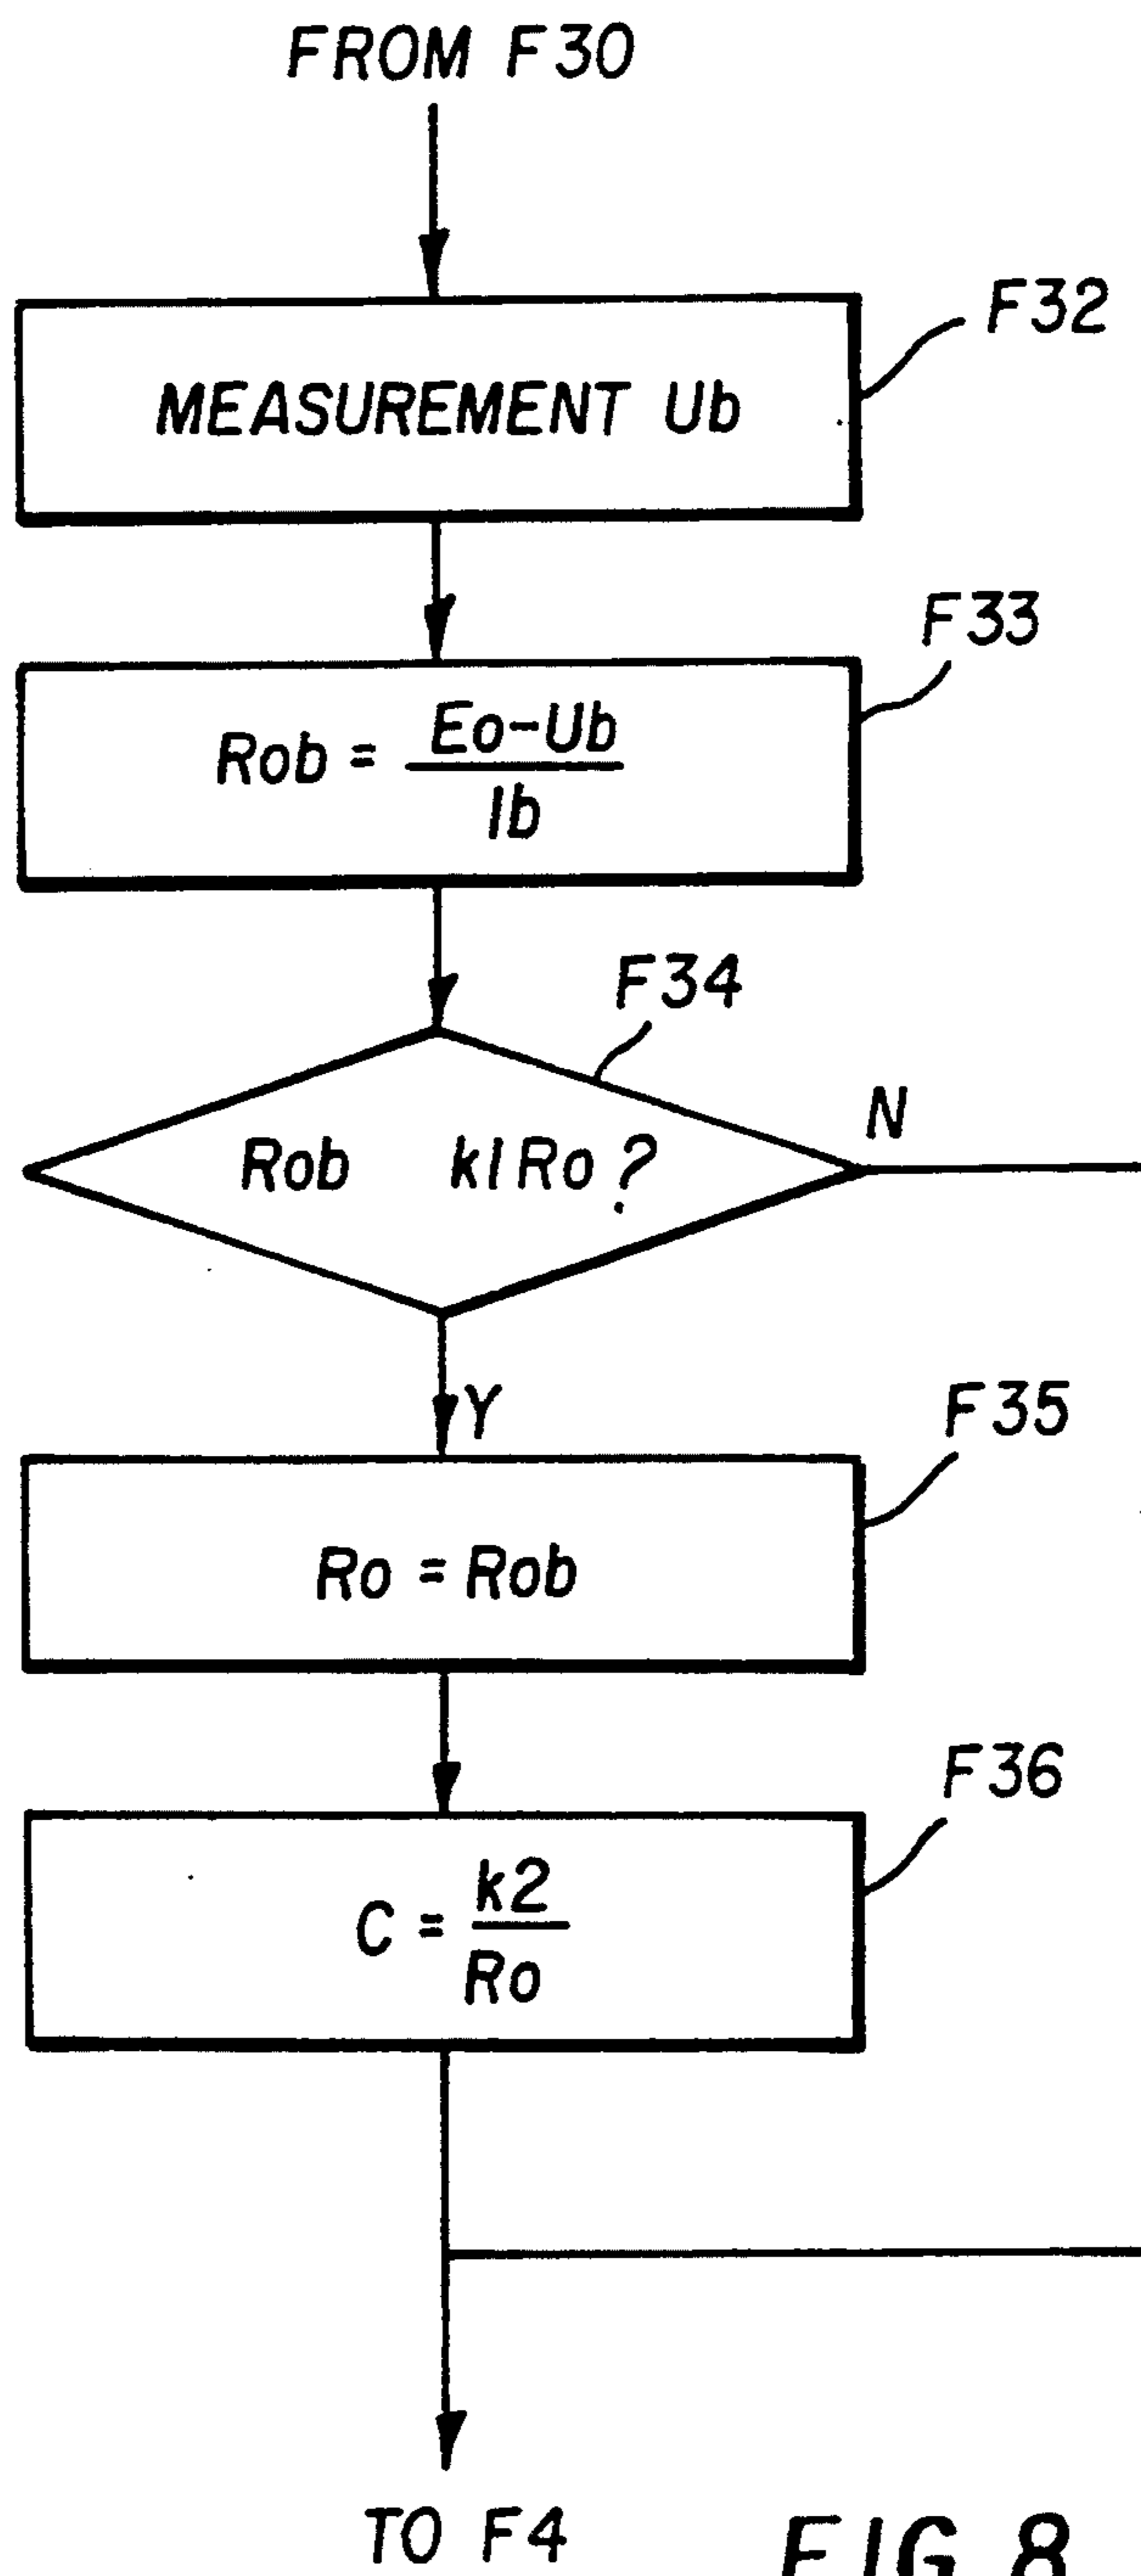 FROM F30
F32
MEASUREMENT Ub
F33
Rob = Eo-Ub
Ib
F34
N
Rob k1Ro?
Y
F35
Ro = Rob
F36
C = k2
Ro
TO F4
FIG 8